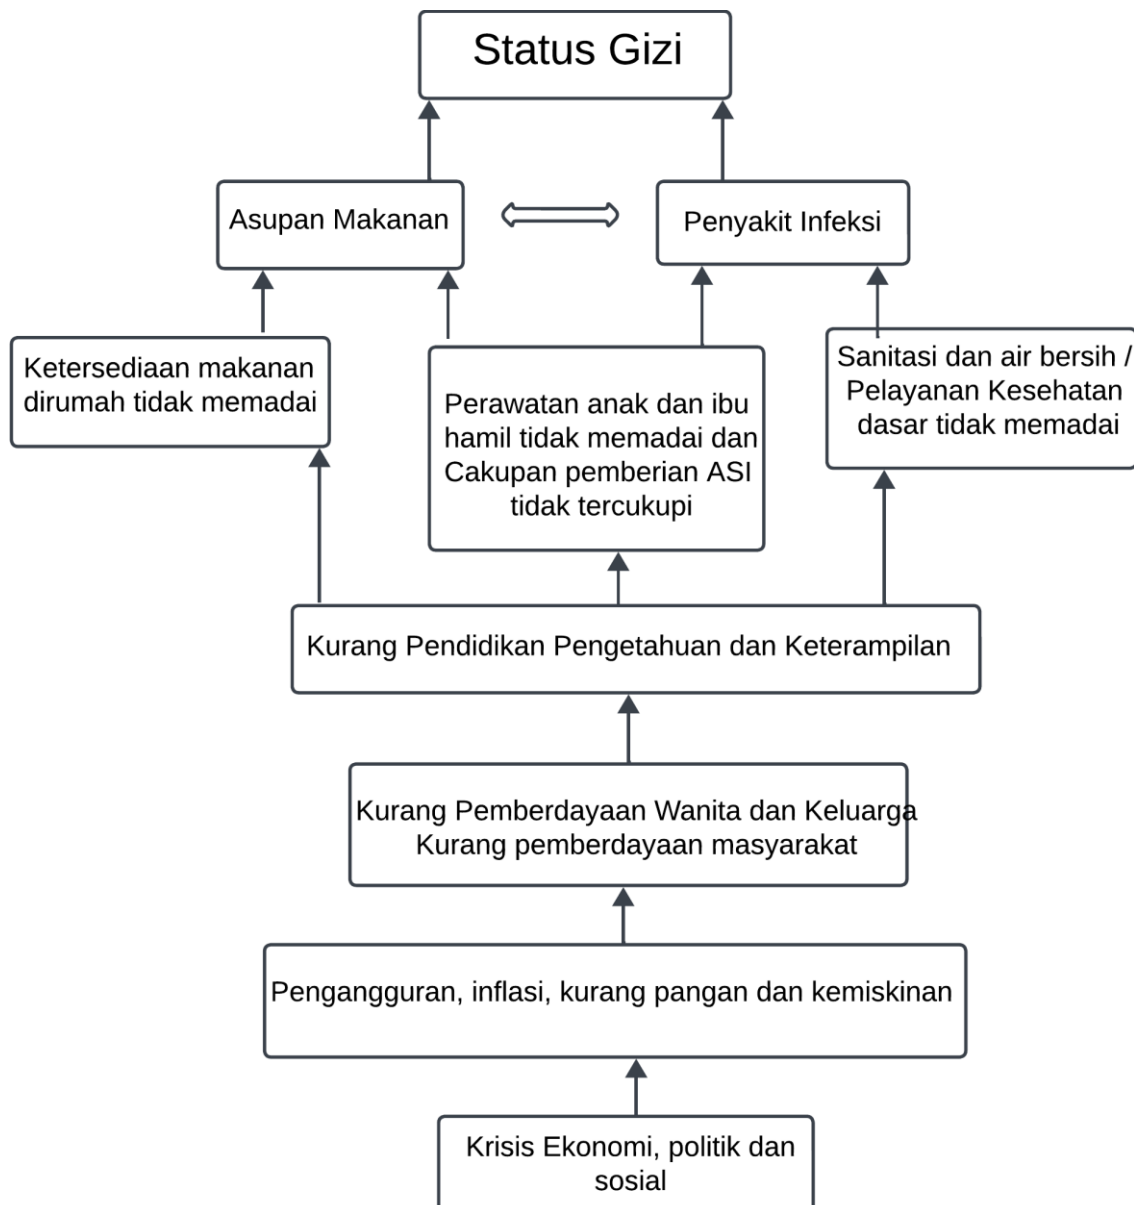 Status Gizi
Asupan Makanan
Penyakit Infeksi
Ketersediaan makanan
dirumah tidak memadai
Perawatan anak dan ibu
hamil tidak memadai dan
Cakupan pemberian ASI
tidak tercukupi
Sanitasi dan air bersih /
Pelayanan Kesehatan
dasar tidak memadai
Kurang Pendidikan Pengetahuan dan Keterampilan
Kurang Pemberdayaan Wanita dan Keluarga
Kurang pemberdayaan masyarakat
Pengangguran, inflasi, kurang pangan dan kemiskinan
Krisis Ekonomi, politik dan
sosial